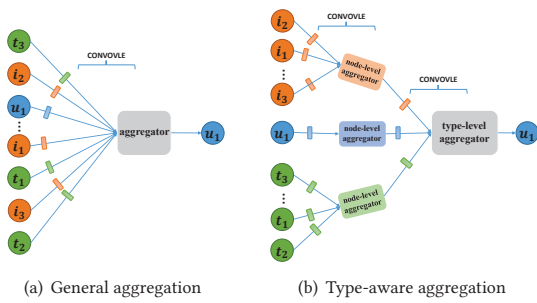 t₃
i₂
u₁
⋮
i₁
t₁
i₃
t₂
CONVOVLE
aggregator
u₁
(a) General aggregation
i₂
i₁
⋮
i₃
u₁
t₃
⋮
t₁
t₂
CONVOVLE
node-level
aggregator
node-level
aggregator
node-level
aggregator
CONVOVLE
type-level
aggregator
u₁
(b) Type-aware aggregation